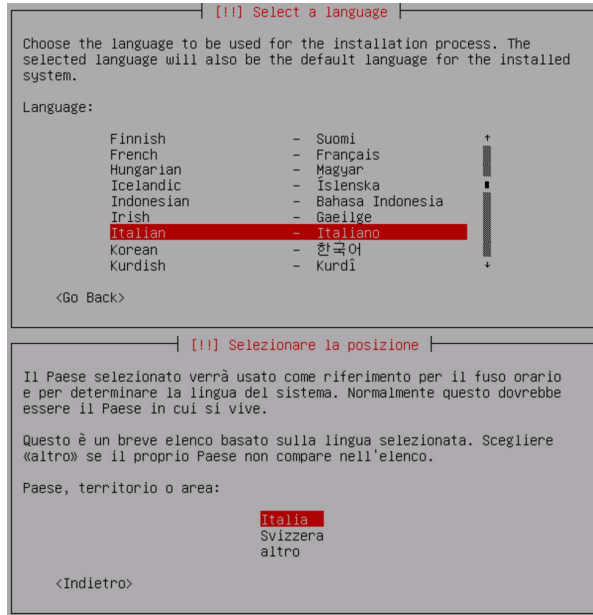 [!!] Select a language
Choose the language to be used for the installation process. The
selected language will also be the default language for the installed
system.
Language:
Finnish - Suomi
French - Français
Hungarian - Magyar
Icelandic - Íslenska
Indonesian - Bahasa Indonesia
Irish - Gaeilge
Italian - Italiano
Korean - 한국어
Kurdish - Kurdî
<Go Back>
[!!] Selezionare la posizione
Il Paese selezionato verrà usato come riferimento per il fuso orario
e per determinare la lingua del sistema. Normalmente questo dovrebbe
essere il Paese in cui si vive.
Questo è un breve elenco basato sulla lingua selezionata. Scegliere
«altro» se il proprio Paese non compare nell'elenco.
Paese, territorio o area:
Italia
Svizzera
altro
<Indietro>